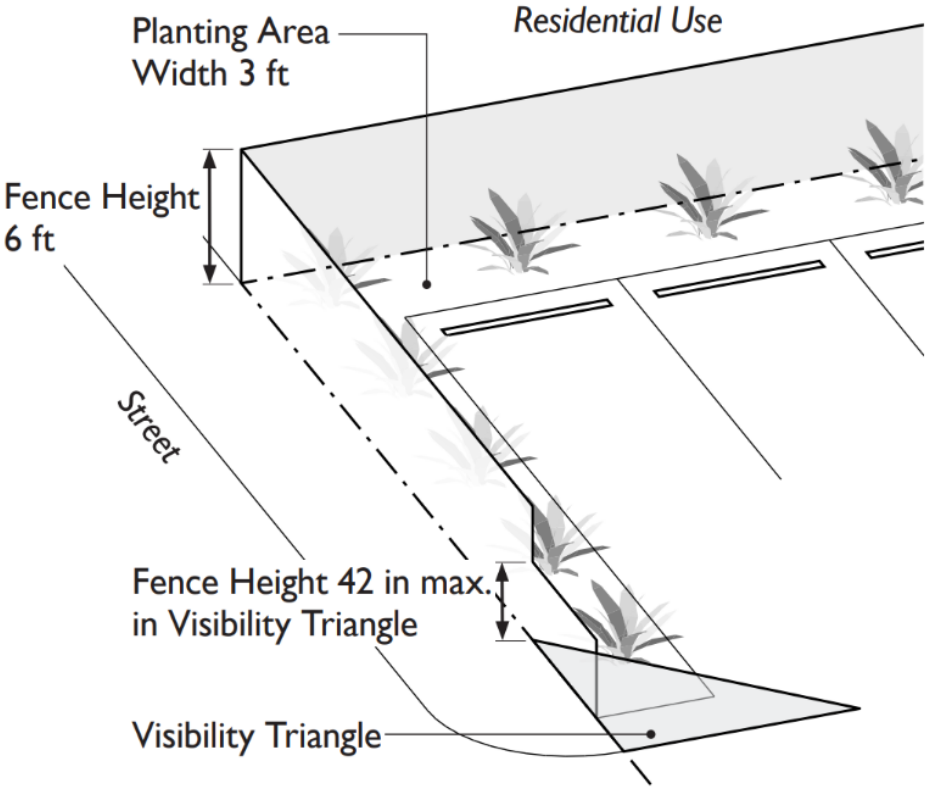 Residential Use
Planting Area
Width 3 ft
Fence Height
6 ft
Street
Fence Height 42 in max.
in Visibility Triangle
Visibility Triangle